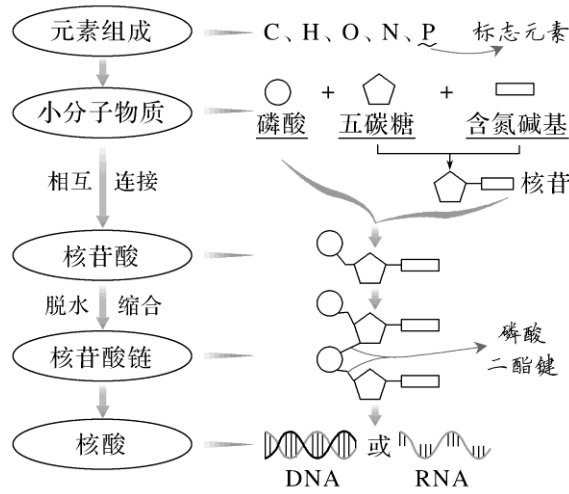 元素组成
C、H、O、N、P
标志元素
小分子物质
+ +
磷酸 五碳糖 含氮碱基
核苷
相互 连接
核苷酸
脱水 缩合
磷酸
二酯键
核苷酸链
核酸
或
DNA RNA